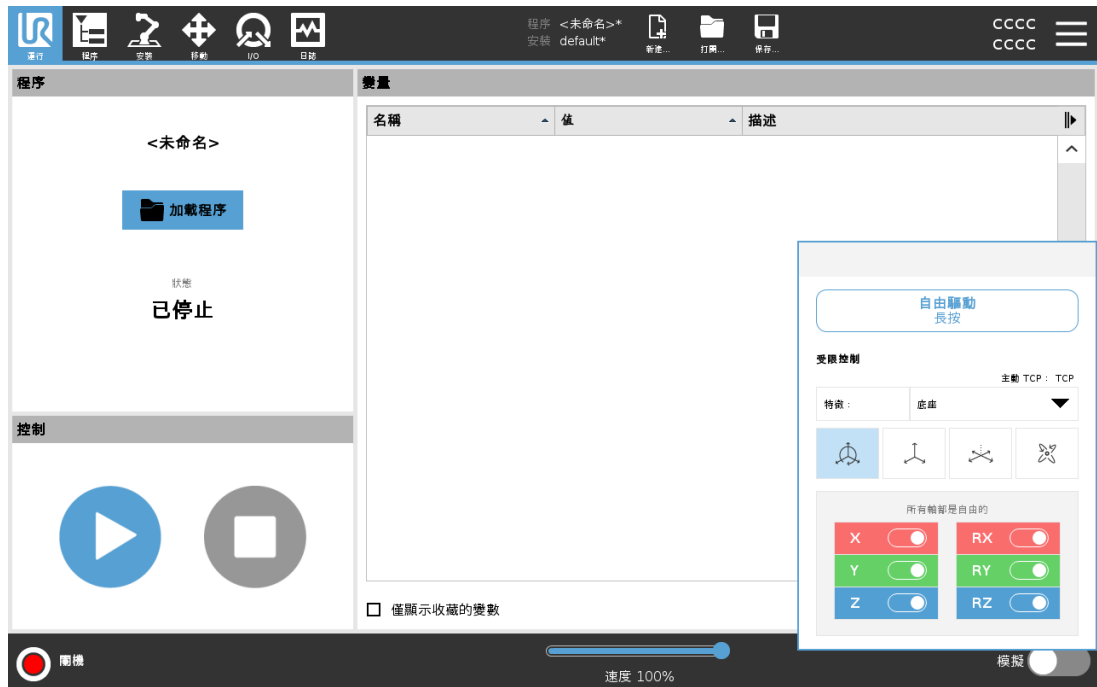 UR
運行
程序
安裝
移動
I/O
日誌
程序 <未命名>*
安裝 default*
新建...
打開...
保存...
CCCC
CCCC
程序
<未命名>
加載程序
狀態
已停止
控制
變量
名稱
值
描述
僅顯示收藏的變數
自由驅動
長按
受限控制
主動 TCP： TCP
特徵：
底座
所有軸都是自由的
X
RX
Y
RY
Z
RZ
關機
速度 100%
模擬